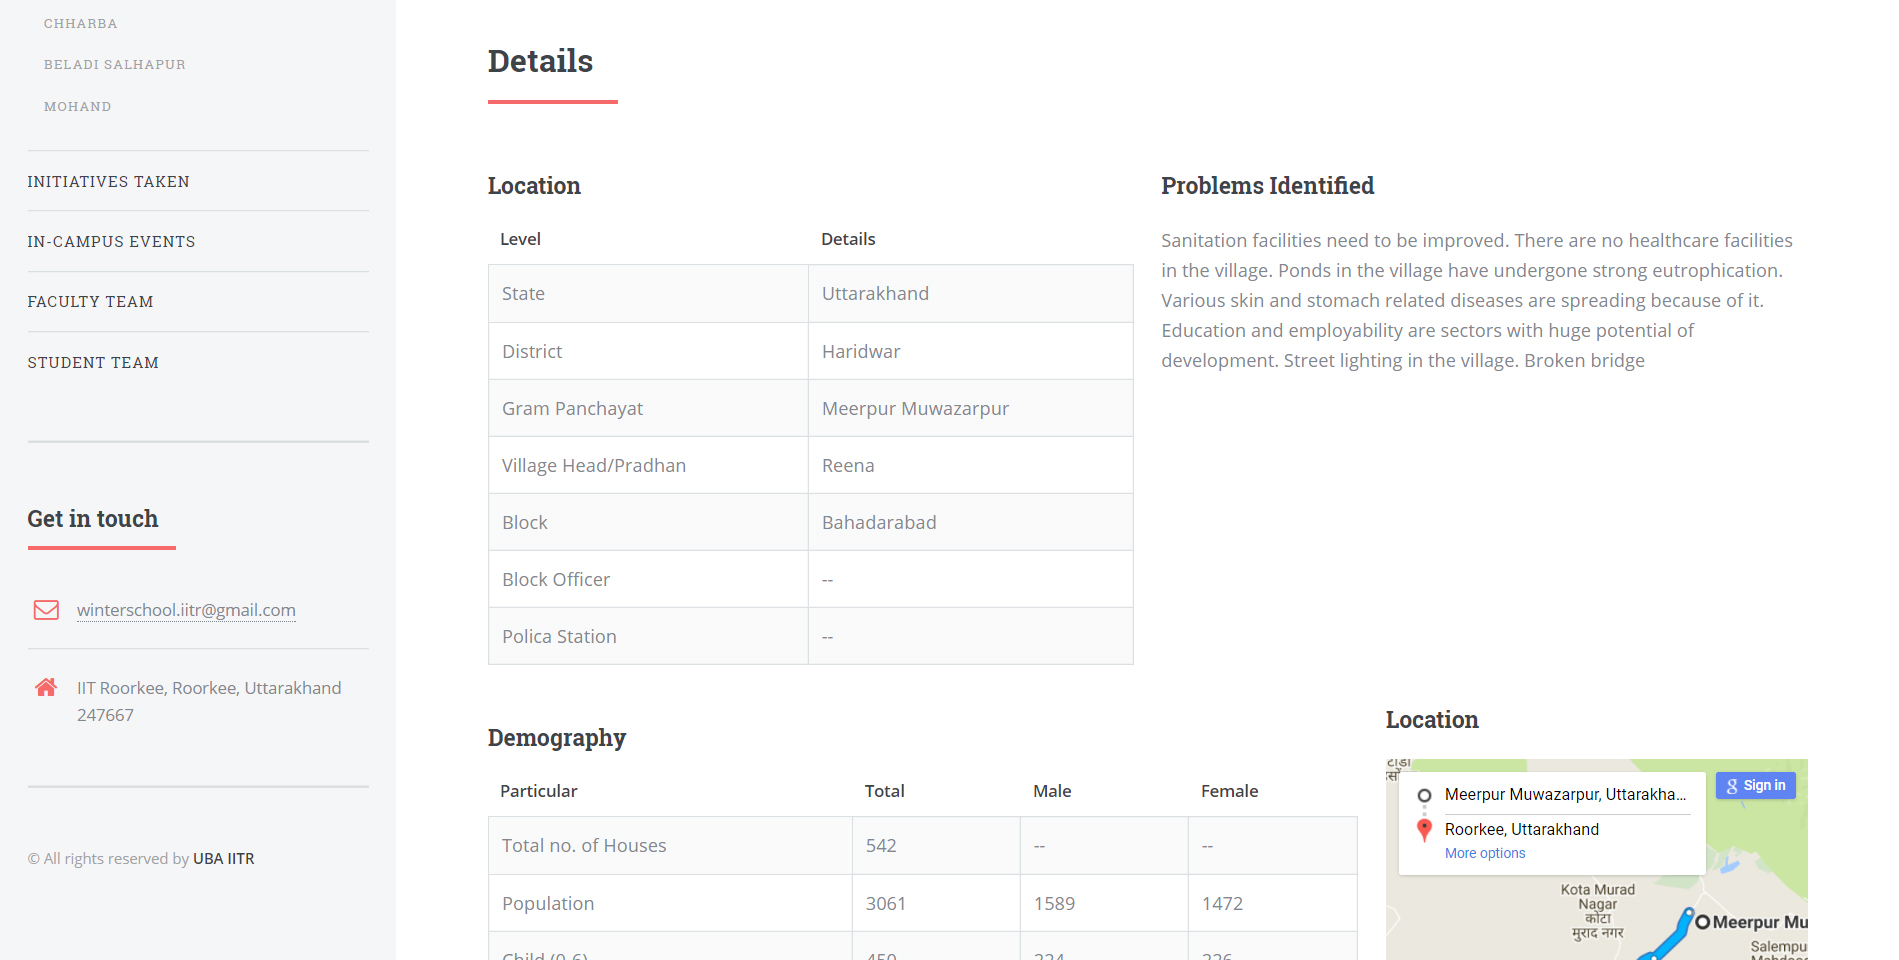 CHHARBA
BELADI SALHAPUR
MOHAND
INITIATIVES TAKEN
IN-CAMPUS EVENTS
FACULTY TEAM
STUDENT TEAM
Get in touch
winterschool.iitr@gmail.com
IIT Roorkee, Roorkee, Uttarakhand
247667
© All rights reserved by UBA IITR
Details
Location
Level Details
State Uttarakhand
District Haridwar
Gram Panchayat Meerpur Muwazarpur
Village Head/Pradhan Reena
Block Bahadarabad
Block Officer --
Polica Station --
Problems Identified
Sanitation facilities need to be improved. There are no healthcare facilities
in the village. Ponds in the village have undergone strong eutrophication.
Various skin and stomach related diseases are spreading because of it.
Education and employability are sectors with huge potential of
development. Street lighting in the village. Broken bridge
Demography
Particular Total Male Female
Total no. of Houses 542 -- --
Population 3061 1589 1472
Child (0-6) 450 224 226
Location
Meerpur Muwazarpur, Uttarakha...
Roorkee, Uttarakhand
More options
Sign in
Kota Murad
Nagar
कोटा
मुराद नगर
Meerpur Mu
Salempu